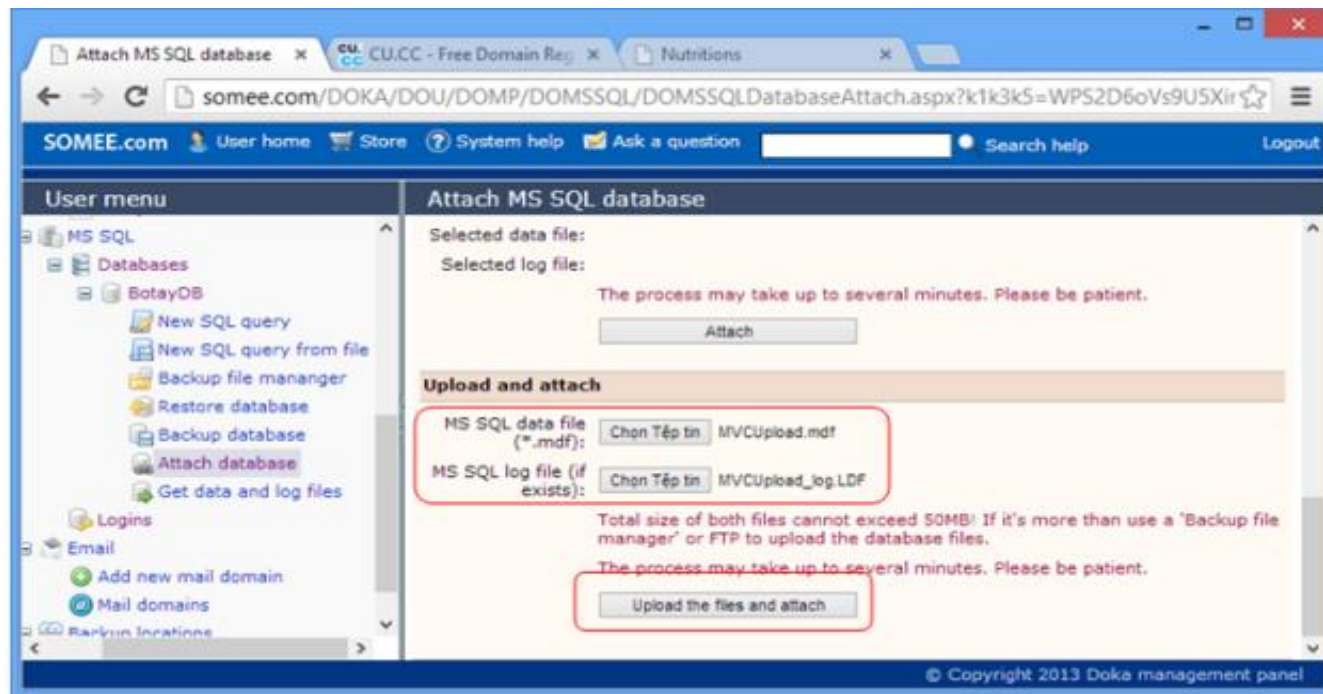 Attach MS SQL database
CU.CC - Free Domain Reg
Nutritions
somee.com/DOKA/DOU/DOMP/DOMSSQL/DOMSSQLDatabaseAttach.aspx?k1k3k5=WPS2D6oVs9U5Xir
SOMEE.com User home Store System help Ask a question Search help Logout
User menu
MS SQL
Databases
BotayDB
New SQL query
New SQL query from file
Backup file mananger
Restore database
Backup database
Attach database
Get data and log files
Logins
Email
Add new mail domain
Mail domains
Backup locations
Attach MS SQL database
Selected data file:
Selected log file:
The process may take up to several minutes. Please be patient.
Attach
Upload and attach
MS SQL data file
(*.mdf): Chọn Tệp tin MVCUpload.mdf
MS SQL log file (if
exists): Chọn Tệp tin MVCUpload_log.LDF
Total size of both files cannot exceed 50MB! If it's more than use a 'Backup file
manager' or FTP to upload the database files.
The process may take up to several minutes. Please be patient.
Upload the files and attach
© Copyright 2013 Doka management panel